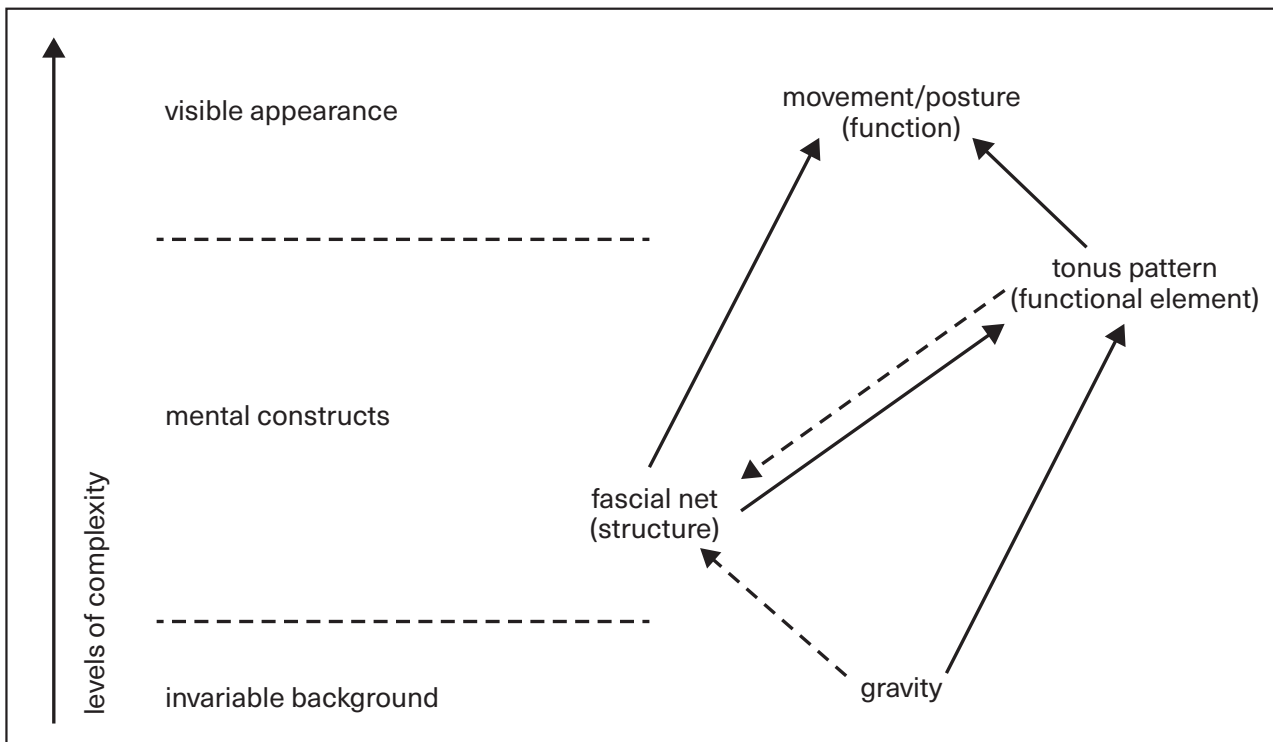 visible appearance
movement/posture
(function)
tonus pattern
(functional element)
mental constructs
fascial net
(structure)
levels of complexity
invariable background
gravity